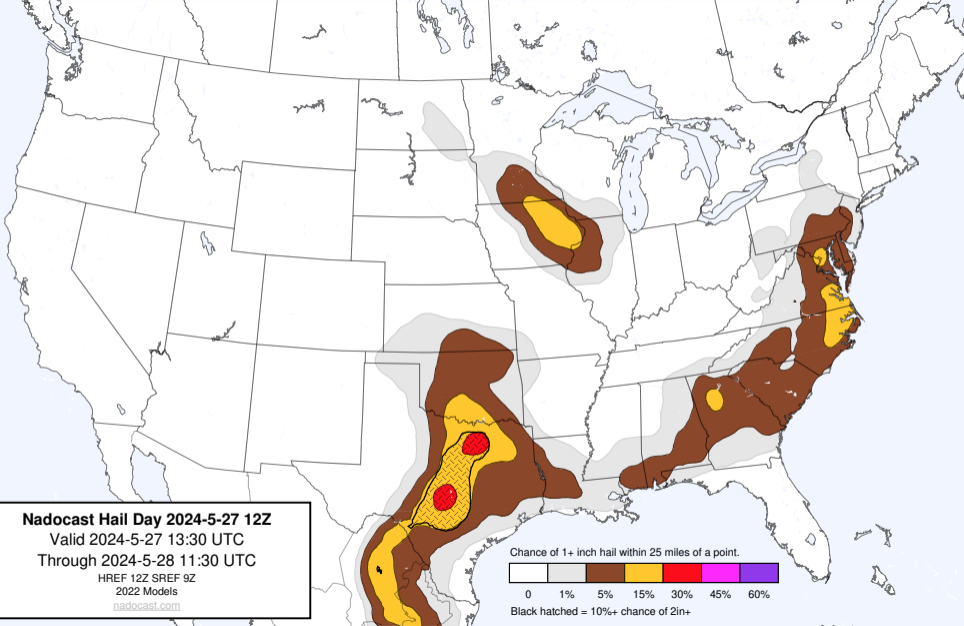 Nadocast Hail Day 2024-5-27 12Z
Valid 2024-5-27 13:30 UTC
Through 2024-5-28 11:30 UTC
HREF 12Z SREF 9Z
2022 Models
nadocast.com
Chance of 1+ inch hail within 25 miles of a point.
0 1% 5% 15% 30% 45% 60%
Black hatched = 10%+ chance of 2in+